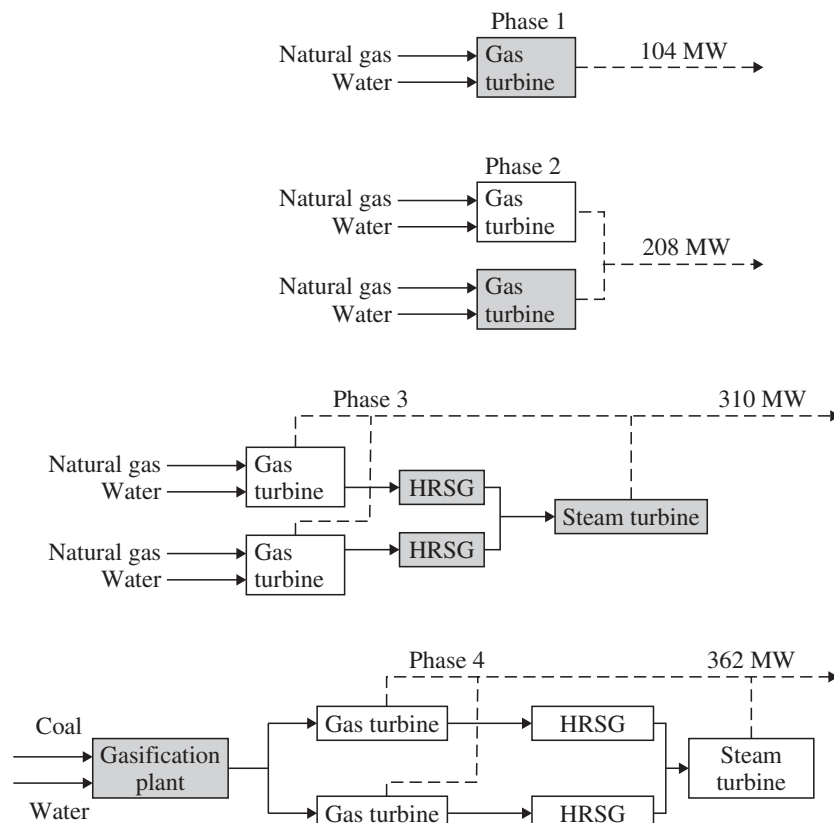 Phase 1
Natural gas
Water
Gas
turbine
104 MW
Phase 2
Natural gas
Water
Gas
turbine
208 MW
Natural gas
Water
Gas
turbine
Phase 3
310 MW
Natural gas
Water
Gas
turbine
HRSG
Steam turbine
Natural gas
Water
Gas
turbine
HRSG
Phase 4
362 MW
Coal
Water
Gasification
plant
Gas turbine
HRSG
Steam
turbine
Gas turbine
HRSG